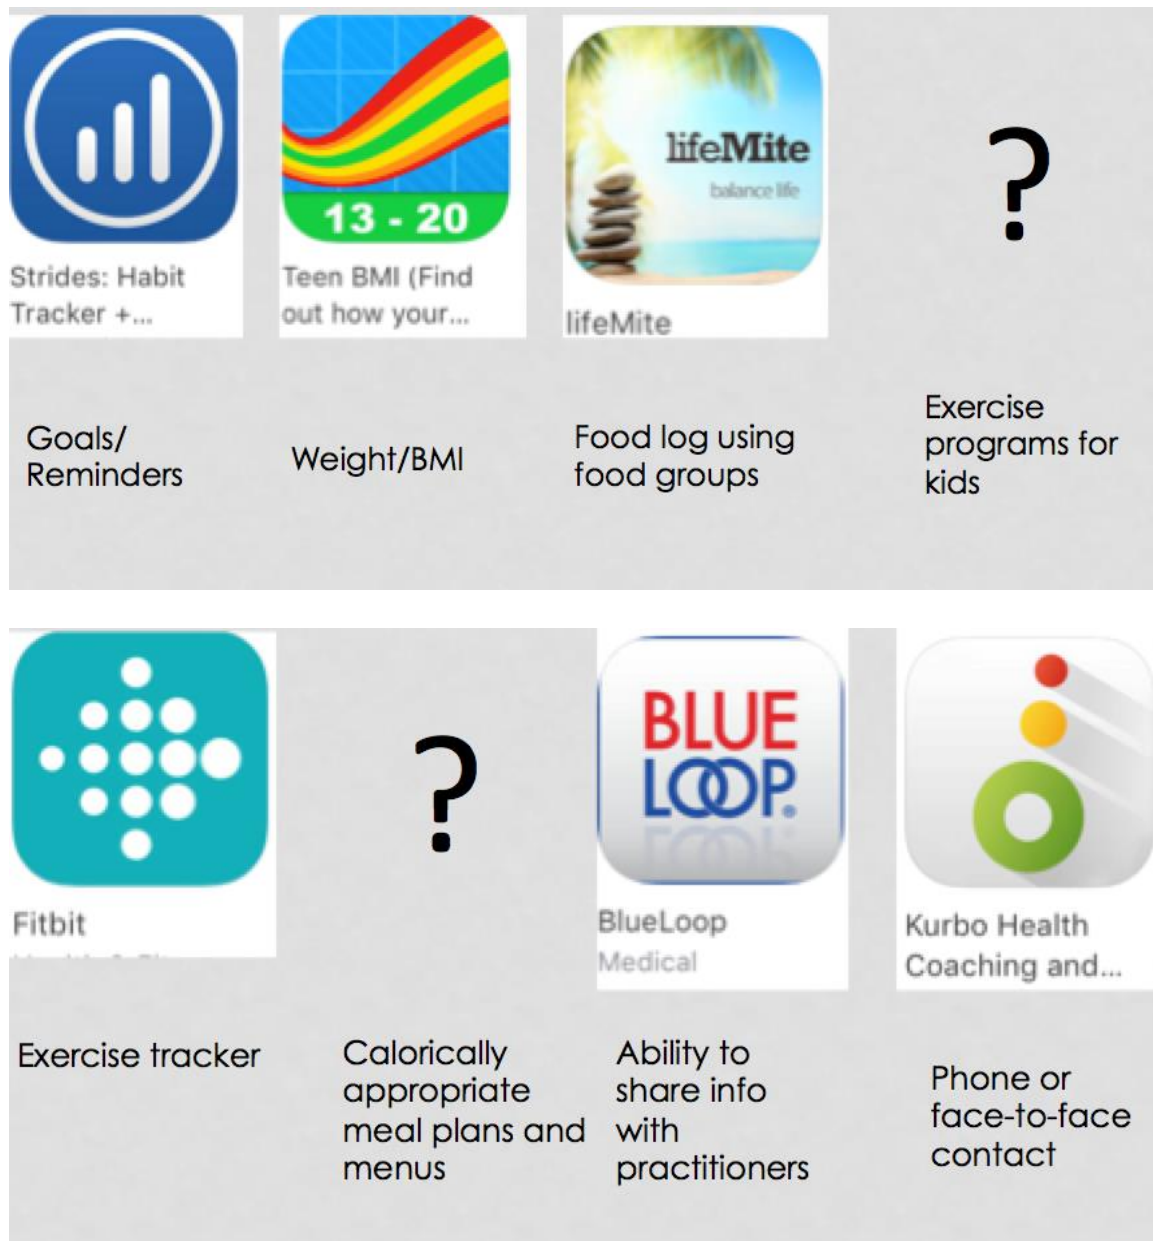 13 - 20
lifeMite
balance life
Strides: Habit
Tracker +...
Teen BMI (Find
out how your...
lifeMite
?
Goals/
Reminders
Weight/BMI
Food log using
food groups
Exercise
programs for
kids
Fitbit
?
BLUE
LOOP.
BlueLoop
Medical
Kurbo Health
Coaching and...
Exercise tracker
Calorically
appropriate
meal plans and
menus
Ability to
share info
with
practitioners
Phone or
face-to-face
contact